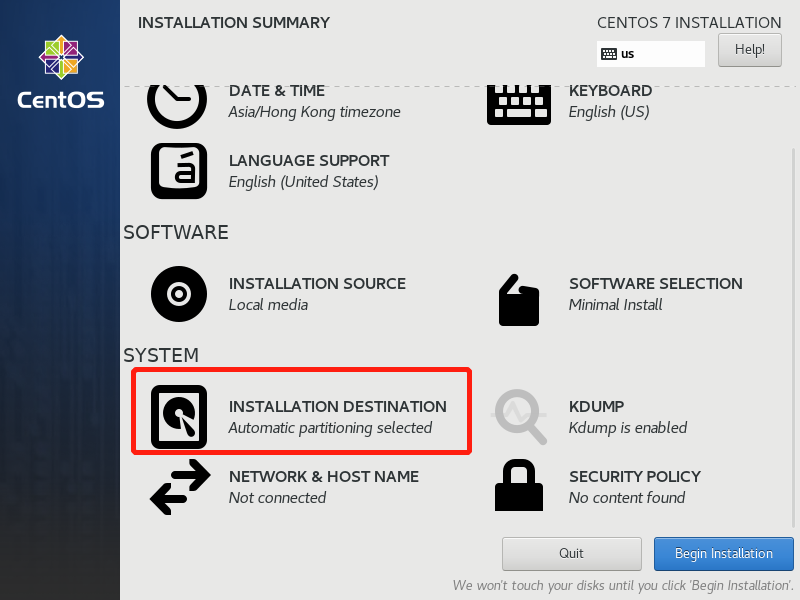 INSTALLATION SUMMARY
CENTOS 7 INSTALLATION
us
Help!
CentOS
DATE & TIME
Asia/Hong Kong timezone
KEYBOARD
English (US)
á
LANGUAGE SUPPORT
English (United States)
SOFTWARE
INSTALLATION SOURCE
Local media
SOFTWARE SELECTION
Minimal Install
SYSTEM
INSTALLATION DESTINATION
Automatic partitioning selected
KDUMP
Kdump is enabled
NETWORK & HOST NAME
Not connected
SECURITY POLICY
No content found
Quit
Begin Installation
We won't touch your disks until you click 'Begin Installation'.